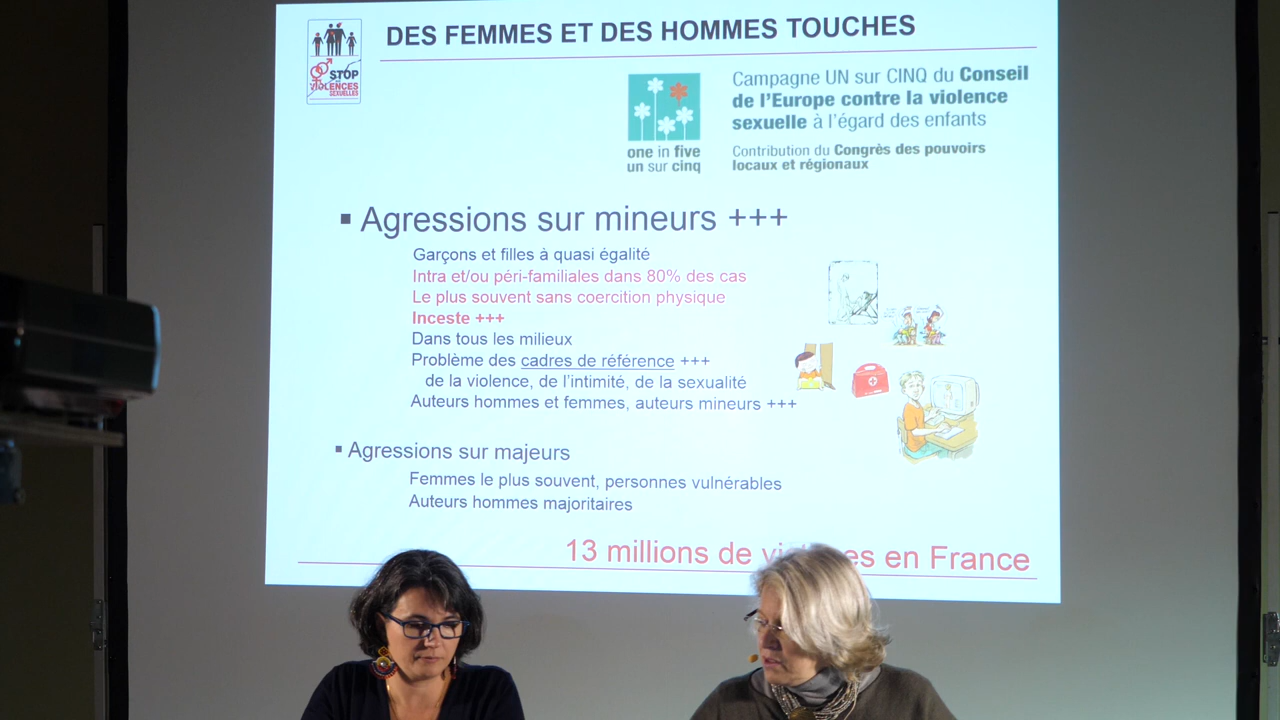 DES FEMMES ET DES HOMMES TOUCHES
STOP
VIOLENCES
SEXUELLES
Campagne UN sur CINQ du Conseil
de l'Europe contre la violence
sexuelle à l'égard des enfants
one in five
un sur cinq
Contribution du Congrès des pouvoirs
locaux et régionaux
▪ Agressions sur mineurs +++
Garçons et filles à quasi égalité
Intra et/ou péri-familiales dans 80% des cas
Le plus souvent sans coercition physique
Inceste +++
Dans tous les milieux
Problème des cadres de référence +++
de la violence, de l'intimité, de la sexualité
Auteurs hommes et femmes, auteurs mineurs +++
▪ Agressions sur majeurs
Femmes le plus souvent, personnes vulnérables
Auteurs hommes majoritaires
13 millions de en France